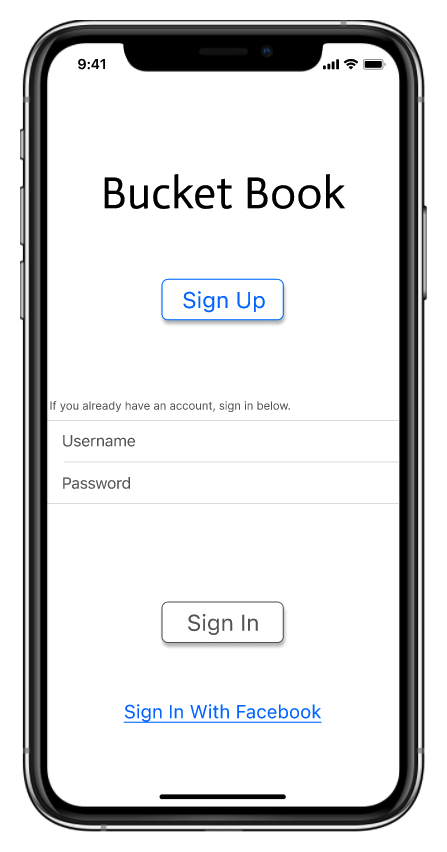 9:41
Bucket Book
Sign Up
If you already have an account, sign in below.
Username
Password
Sign In
Sign In With Facebook